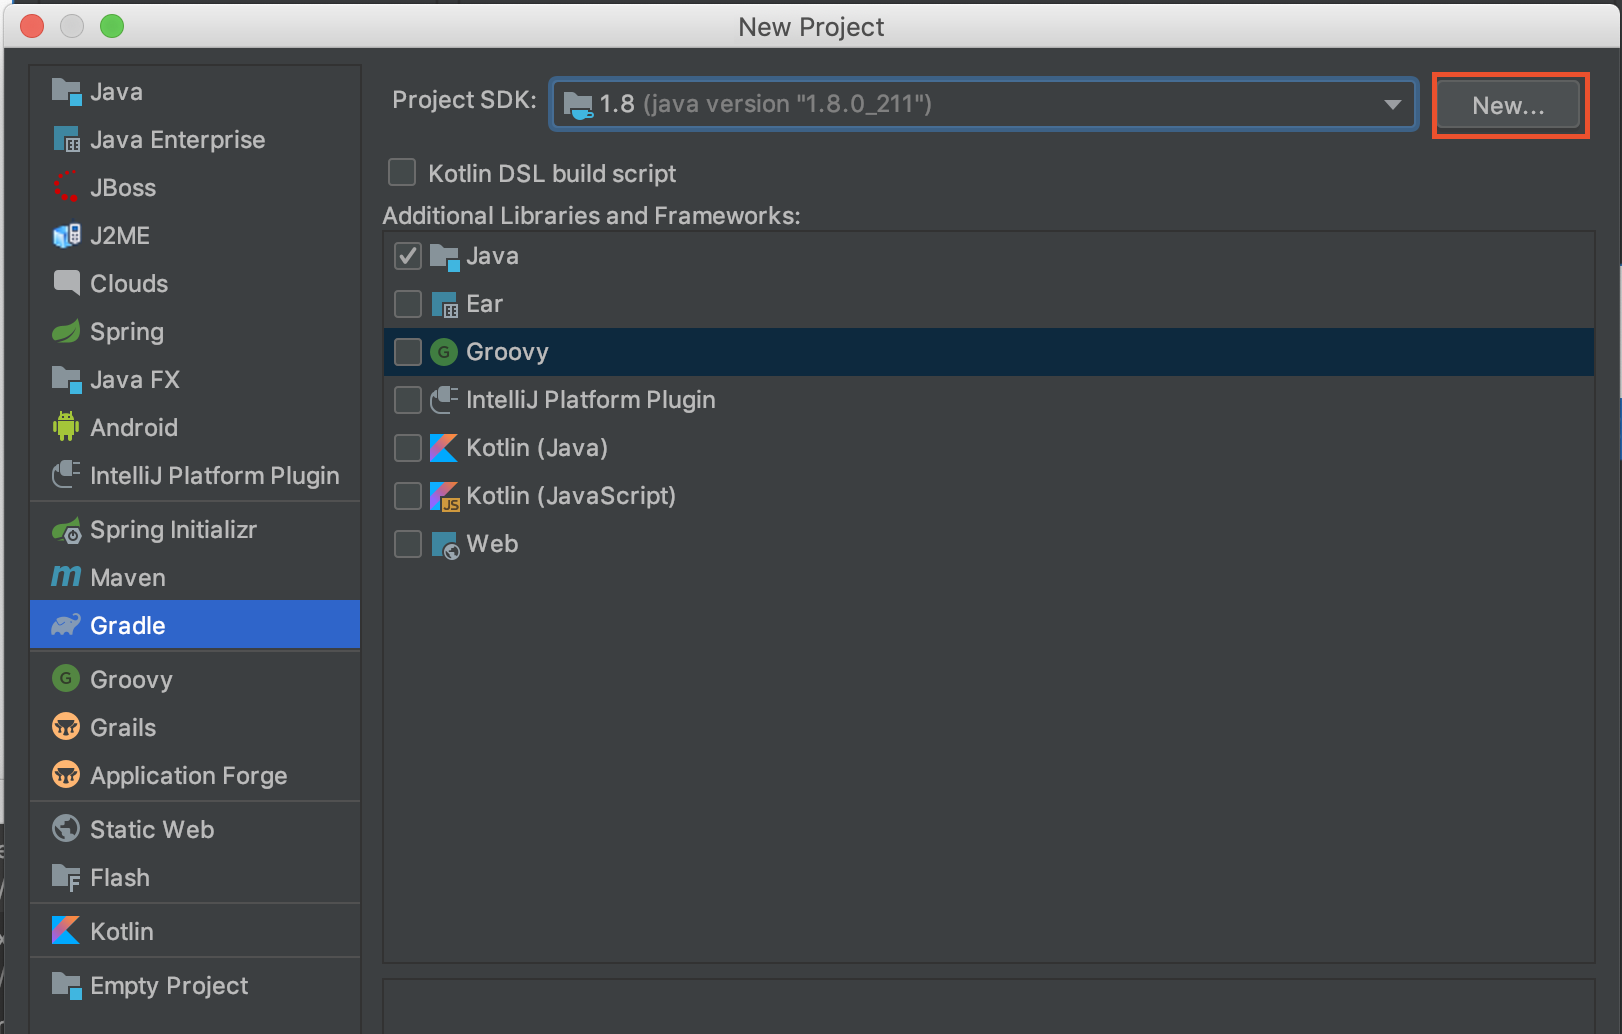 New Project
Java
Java Enterprise
JBoss
J2ME
Clouds
Spring
Java FX
Android
IntelliJ Platform Plugin
Spring Initializr
Maven
Gradle
Groovy
Grails
Application Forge
Static Web
Flash
Kotlin
Empty Project
Project SDK: 1.8 (java version "1.8.0_211") New...
Kotlin DSL build script
Additional Libraries and Frameworks:
Java
Ear
Groovy
IntelliJ Platform Plugin
Kotlin (Java)
Kotlin (JavaScript)
Web